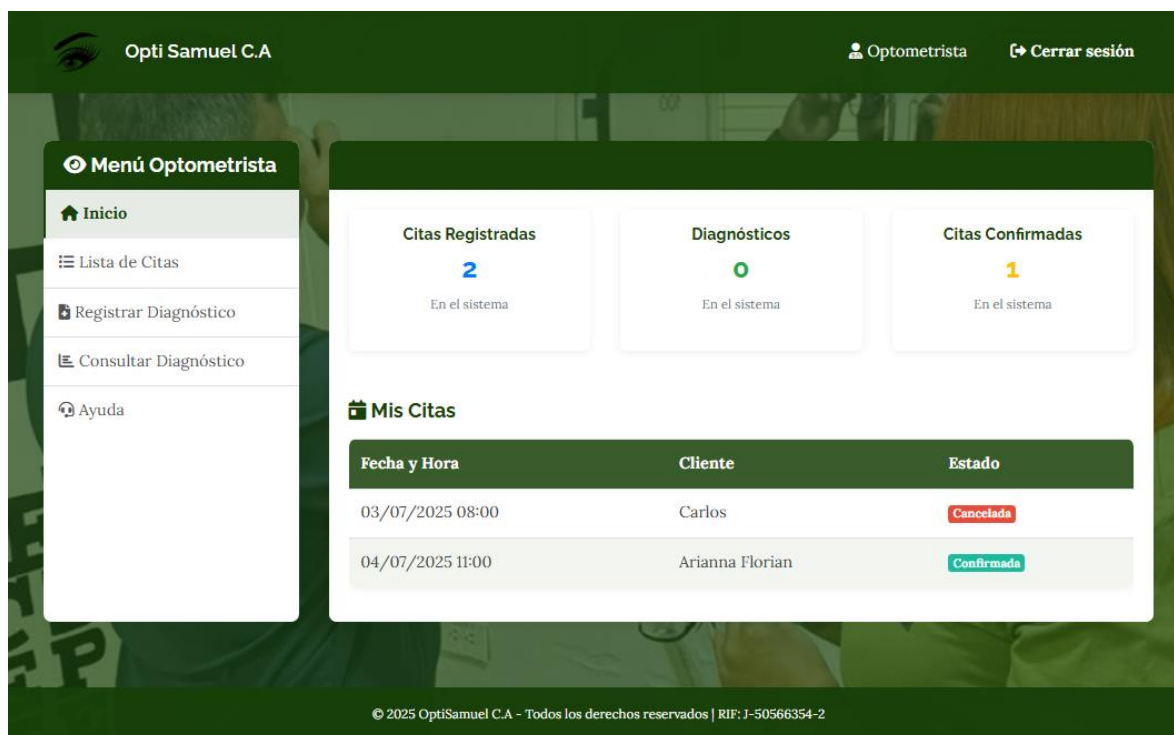 Opti Samuel C.A
Optometrista
Cerrar sesión
Menú Optometrista
Inicio
Lista de Citas
Registrar Diagnóstico
Consultar Diagnóstico
Ayuda
Citas Registradas
2
En el sistema
Diagnósticos
0
En el sistema
Citas Confirmadas
1
En el sistema
Mis Citas
Fecha y Hora Cliente Estado
03/07/2025 08:00 Carlos Cancelada
04/07/2025 11:00 Arianna Florian Confirmada
© 2025 OptiSamuel C.A - Todos los derechos reservados | RIF: J-50566354-2